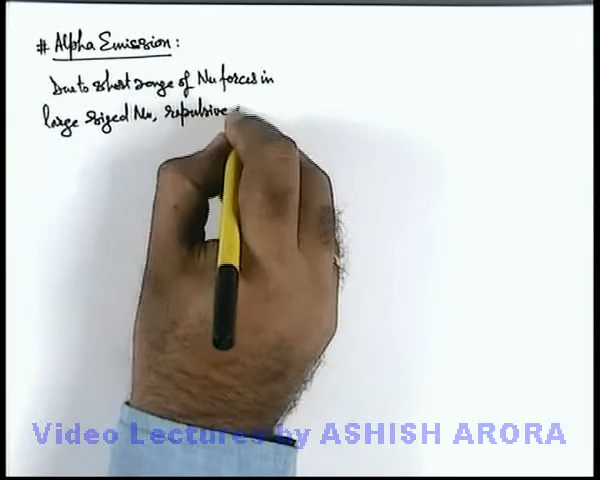 # Alpha Emission :
Due to short range of Nu forces in
large sized Nu, repulsive
Video Lectures by ASHISH ARORA